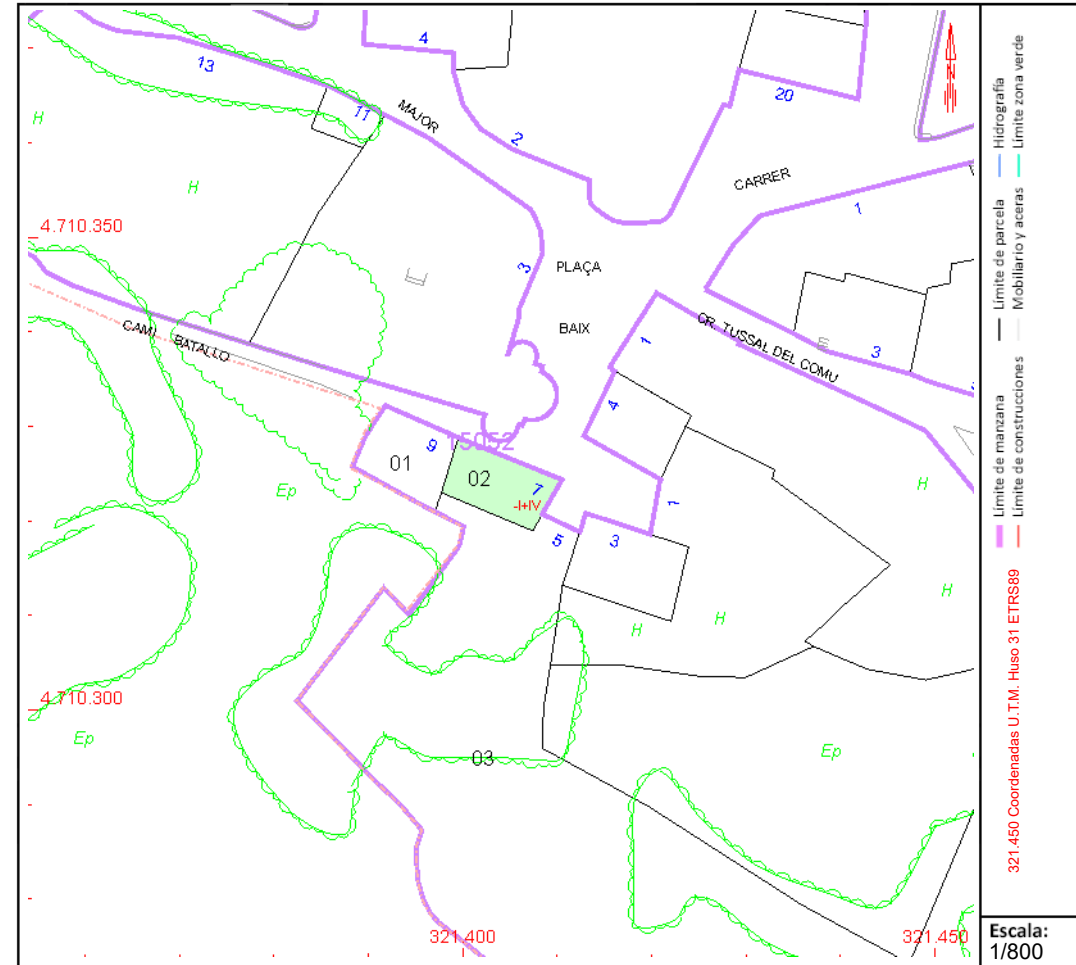 4
13
20
11
MAJOR
2
H
CARRER
H
1
4.710.350
3
PLAÇA
BAIX
CAMI BATALLO
CR. TUSSAL DEL COMU
1
3
4
9
15052
01
02
7
-I+IV
Ep
H
1
5
3
H
H
H
4.710.300
Ep
03
Ep
321.400
321.450
N
Límite de manzana
Límite de parcela
Hidrografía
Límite de construcciones
Mobiliario y aceras
Límite zona verde
321.450 Coordenadas U.T.M. Huso 31 ETRS89
Escala:
1/800